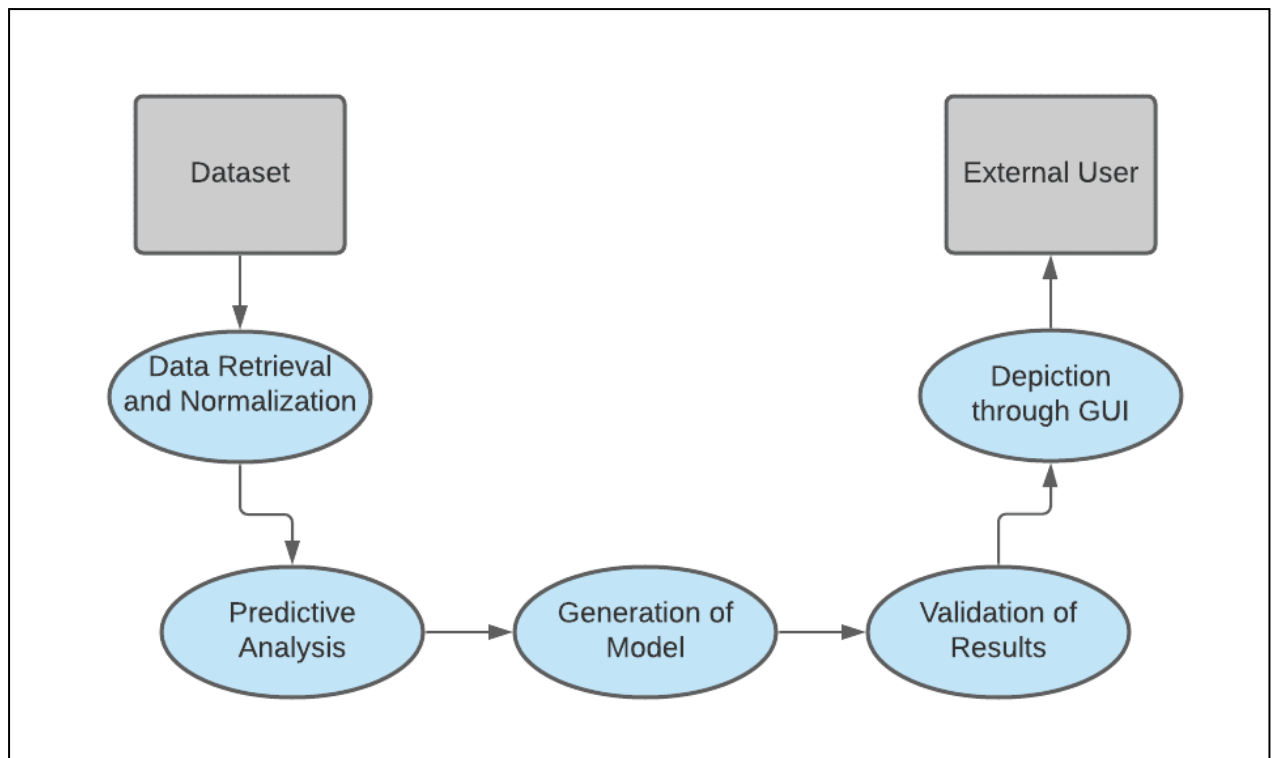 Dataset
External User
Data Retrieval
and Normalization
Depiction
through GUI
Predictive
Analysis
Generation of
Model
Validation of
Results